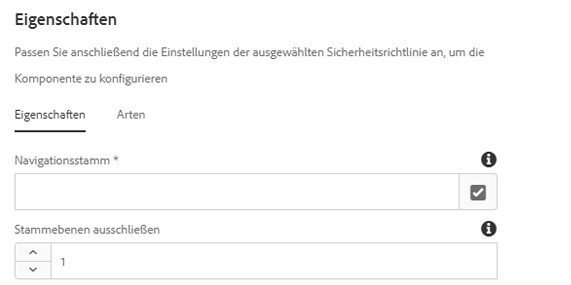 Eigenschaften
Passen Sie anschließend die Einstellungen der ausgewählten Sicherheitsrichtlinie an, um die
Komponente zu konfigurieren
Eigenschaften Arten
Navigationsstamm *
Stammebenen ausschließen
1